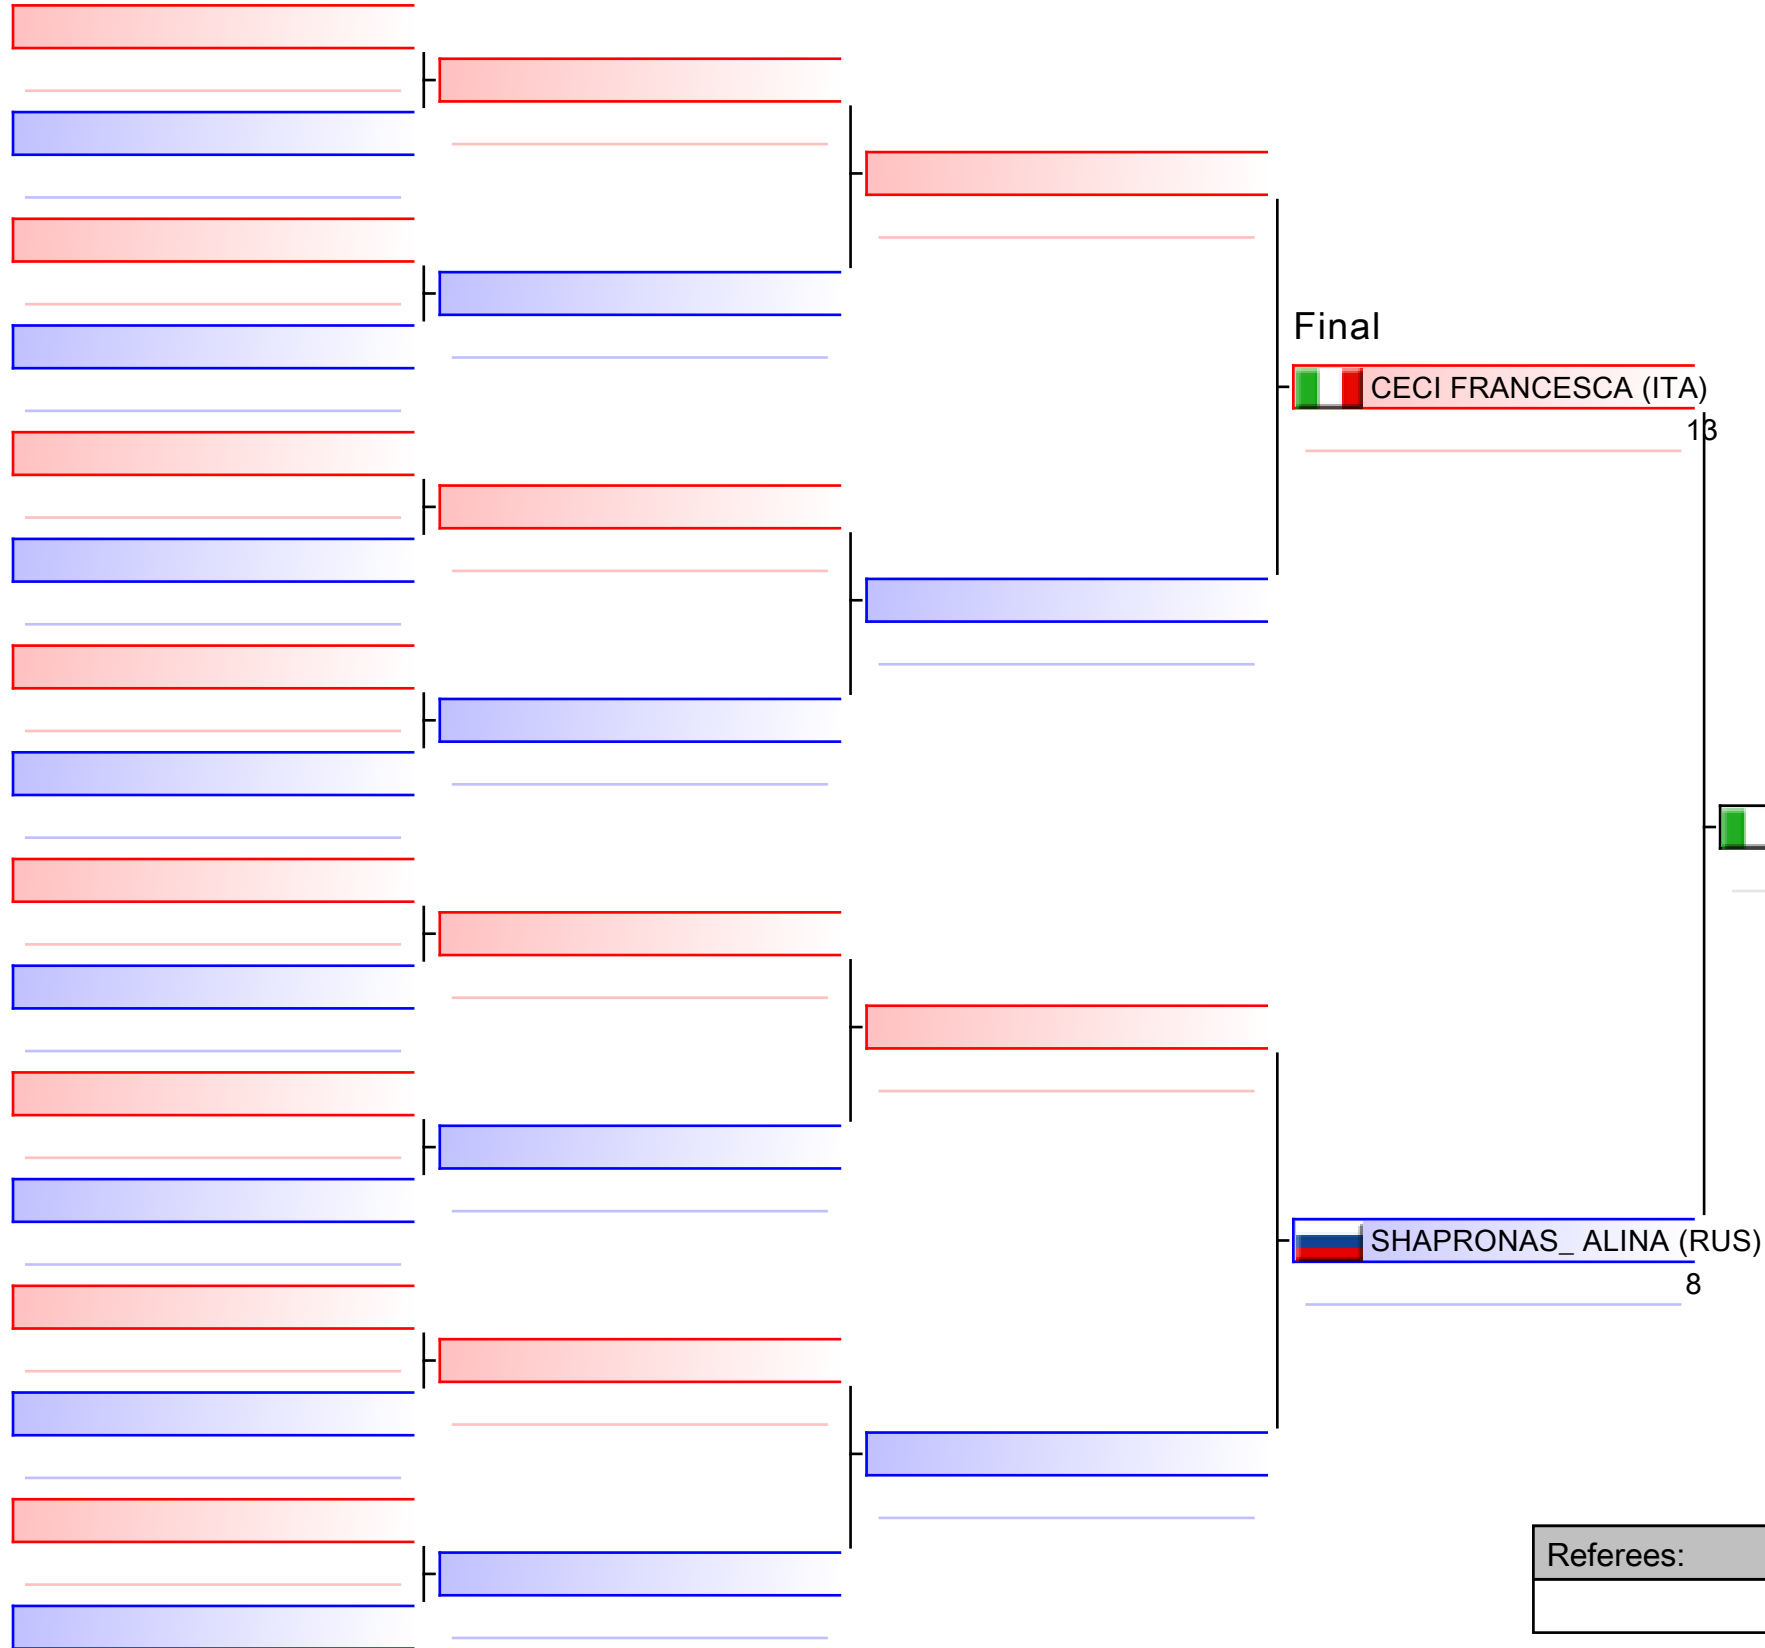 Final
CECI FRANCESCA (ITA)
13
SHAPRONAS_ ALINA (RUS)
8
Referees: